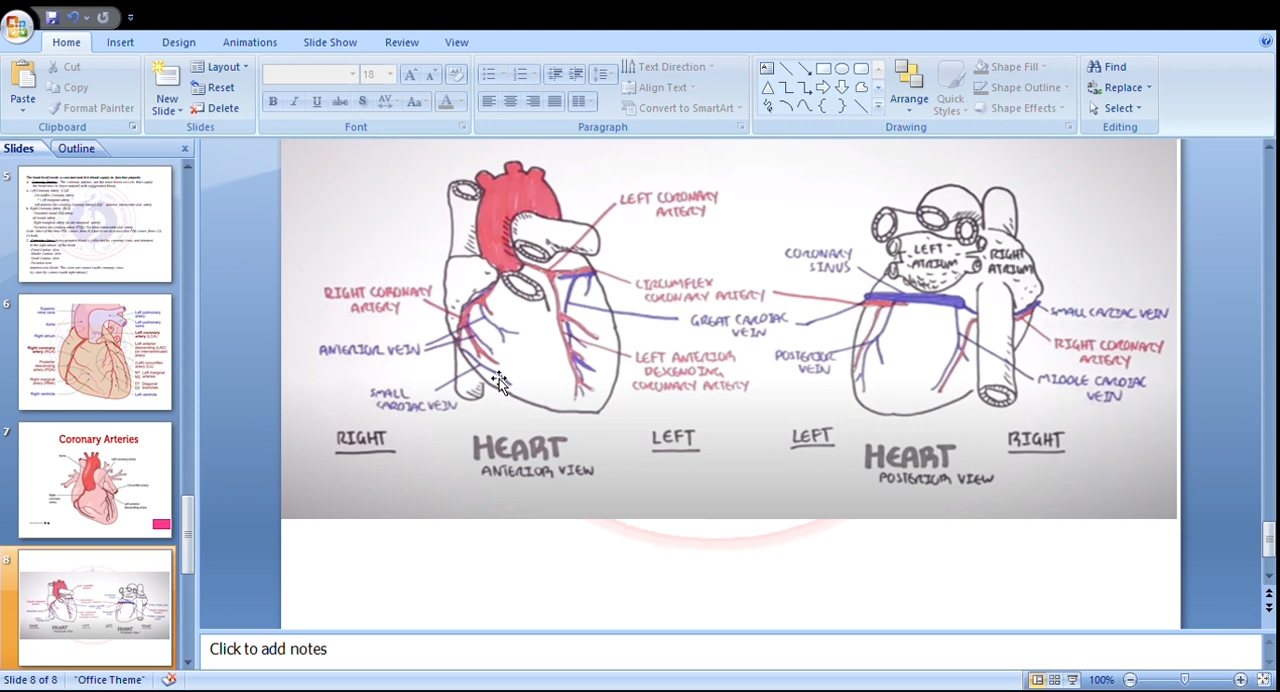 Home
Insert
Design
Animations
Slide Show
Review
View
Paste
Cut
Copy
Format Painter
Clipboard
New
Slide
Layout
Reset
Delete
Slides
18
B I U abc S AV Aa A
Font
Text Direction
Align Text
Convert to SmartArt
Paragraph
Arrange
Quick
Styles
Shape Fill
Shape Outline
Shape Effects
Drawing
Find
Replace
Select
Editing
Slides
Outline
5
6
7
Coronary Arteries
8
LEFT CORONARY
ARTERY
CIRCUMFLEX
CORONARY ARTERY
RIGHT CORONARY
ARTERY
GREAT CARDIAC
VEIN
ANTERIOR VEIN
LEFT ANTERIOR
DESCENDING
CORONARY ARTERY
SMALL
CARDIAC VEIN
RIGHT
HEART
ANTERIOR VIEW
LEFT
CORONARY
SINUS
LEFT
ATRIUM
RIGHT
ATRIUM
SMALL CARDIAC VEIN
RIGHT CORONARY
ARTERY
POSTERIOR
VEIN
MIDDLE CARDIAC
VEIN
LEFT
HEART
POSTERIOR VIEW
RIGHT
Click to add notes
Slide 8 of 8
"Office Theme"
100%